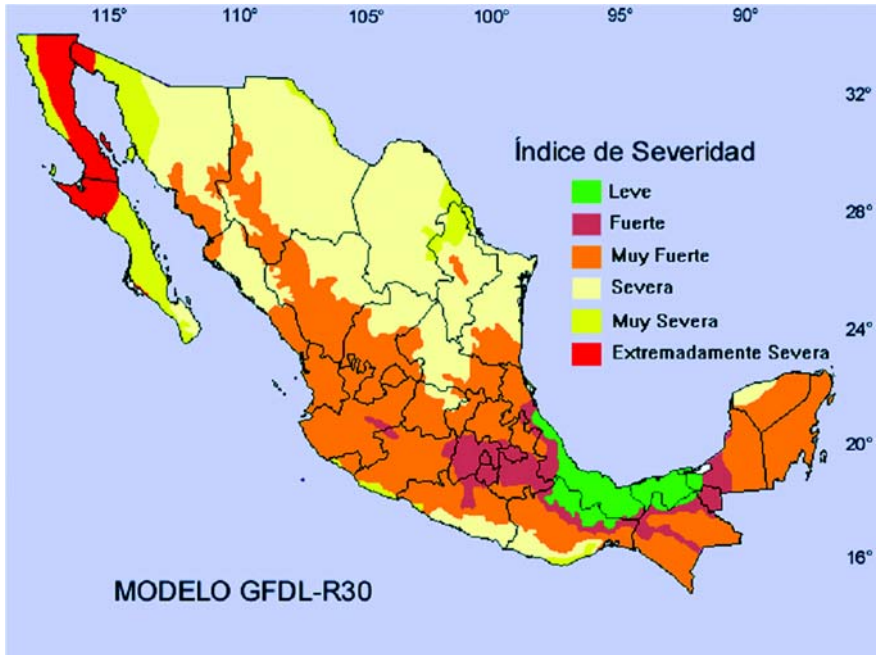 115° 110° 105° 100° 95° 90°
32°
Índice de Severidad
Leve
28°
Fuerte
Muy Fuerte
Severa
Muy Severa
24°
Extremadamente Severa
20°
16°
MODELO GFDL-R30